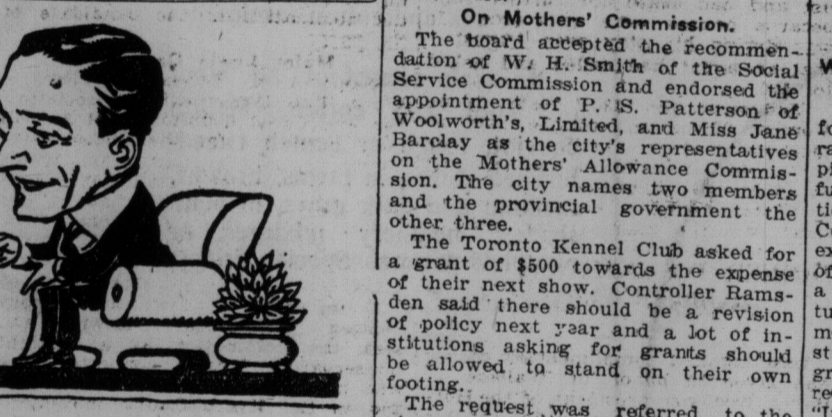 On Mothers' Commission.
The board accepted the recommen-
dation of W. H. Smith of the Social
Service Commission and endorsed the
appointment of P. S. Patterson of
Woolworth's, Limited, and Miss Jane
Barclay as the city's representatives
on the Mothers' Allowance Commis-
sion. The city names two members
and the provincial government the
other three.
The Toronto Kennel Club asked for
a grant of $500 towards the expense
of their next show. Controller Rams-
den said there should be a revision
of policy next year and a lot of in-
stitutions asking for grants should
be allowed to stand on their own
footing.
The request was referred to the